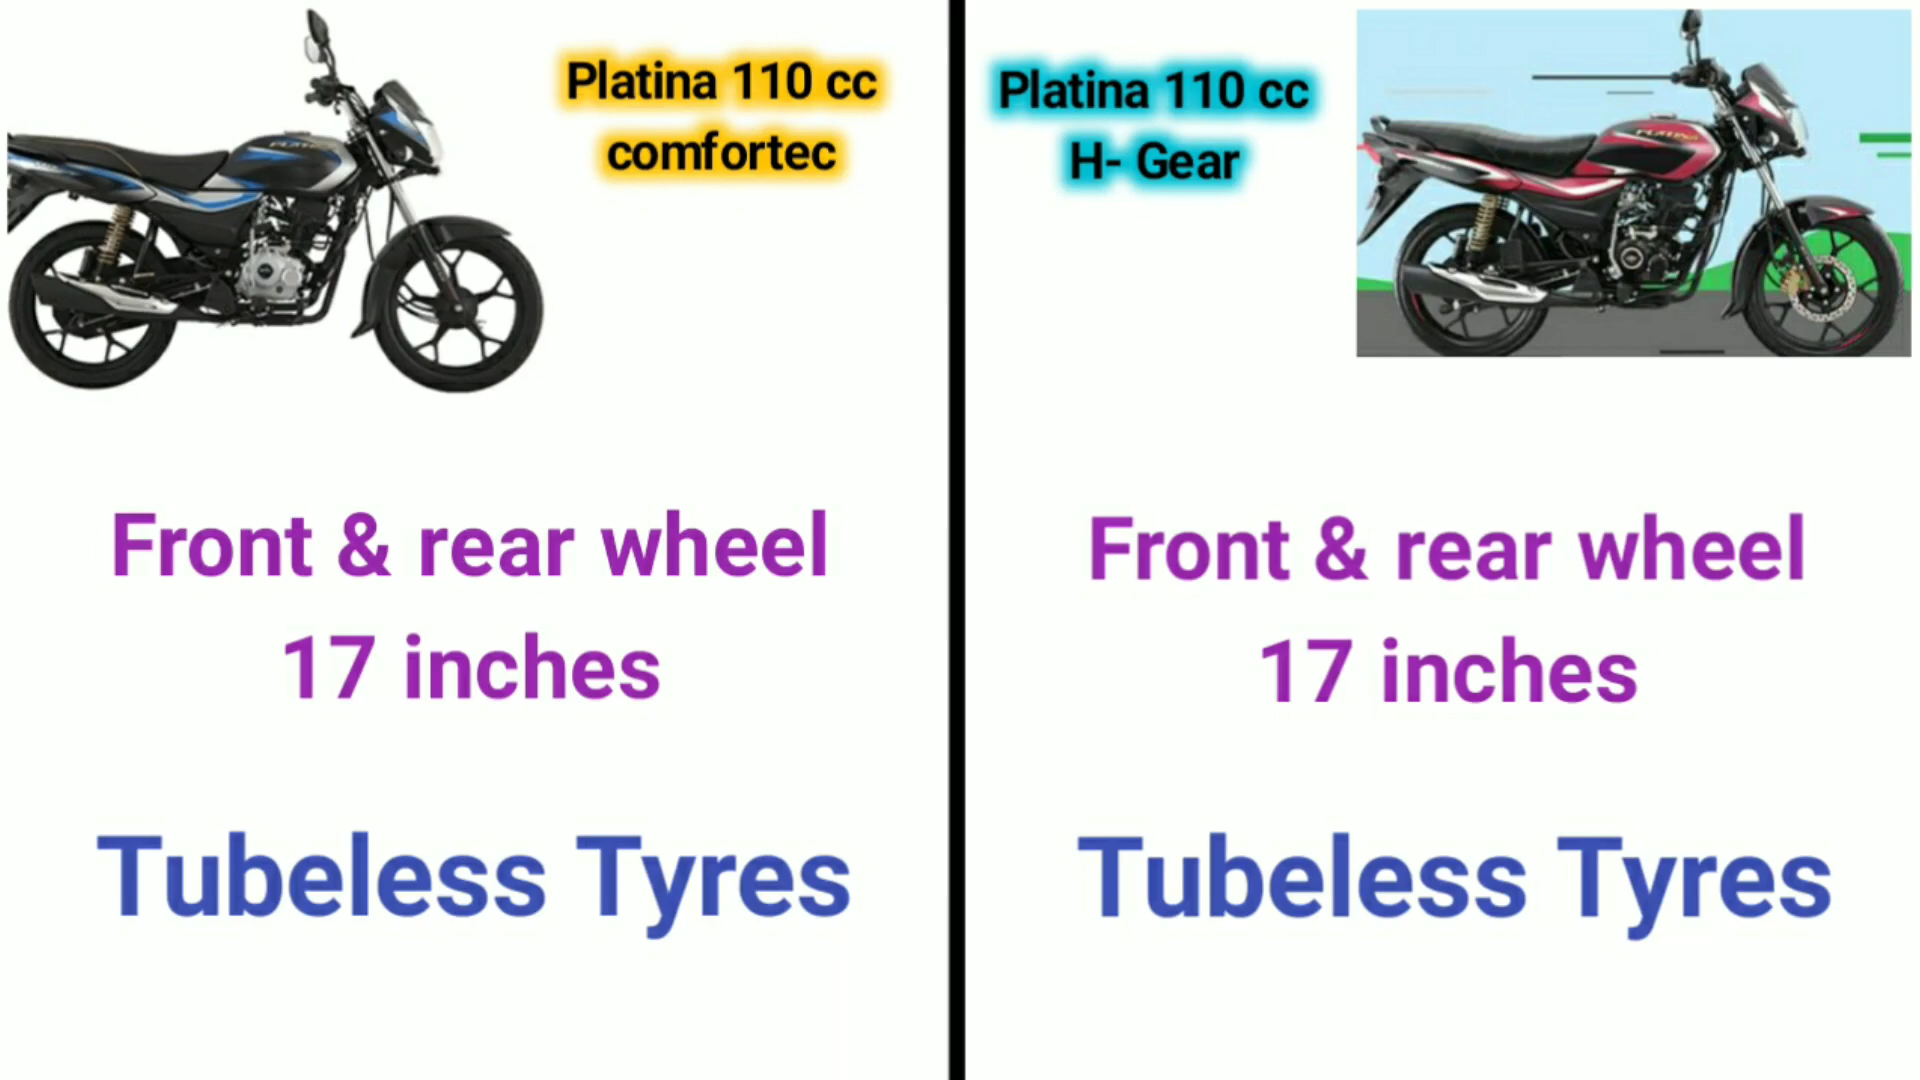 Platina 110 cc
comfortec
Front & rear wheel
17 inches
Tubeless Tyres
Platina 110 cc
H- Gear
PLATINA
Front & rear wheel
17 inches
Tubeless Tyres